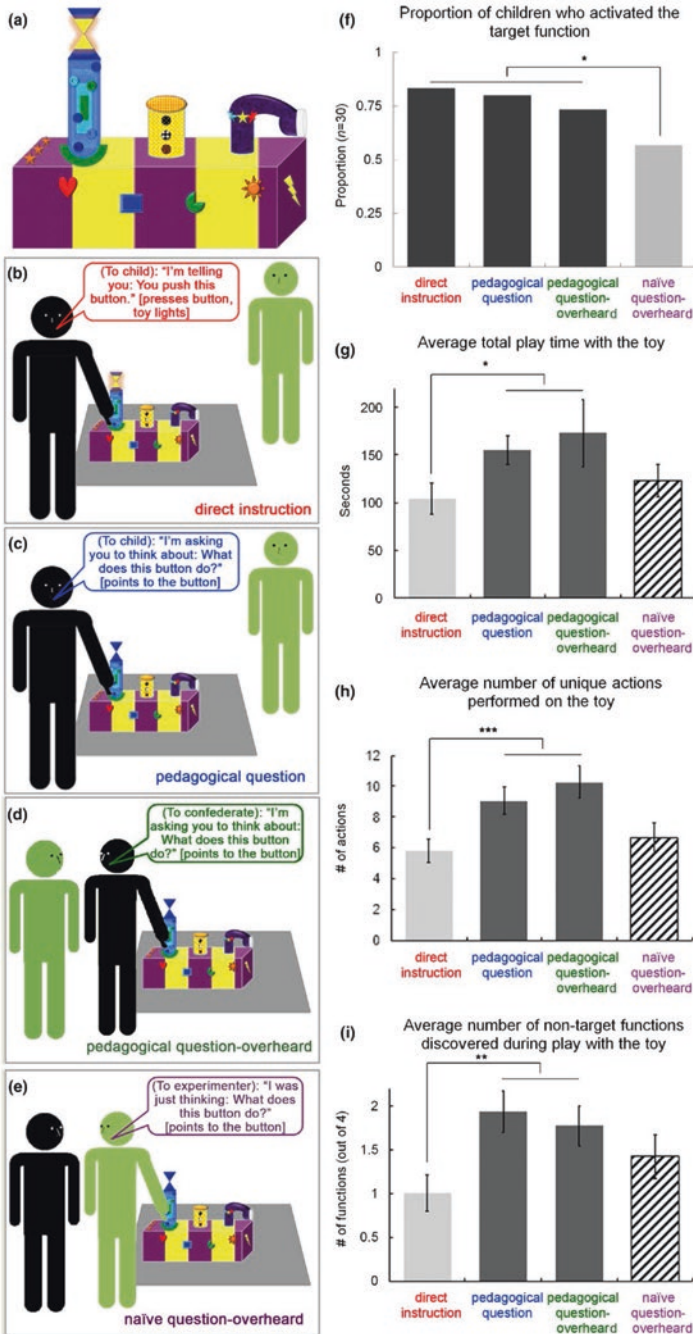 (a)
(b)
(To child): "I'm telling
you: You push this
button." [presses button,
toy lights]
direct instruction
(c)
(To child): "I'm asking
you to think about: What
does this button do?"
[points to the button]
pedagogical question
(d)
(To confederate): "I'm
asking you to think about:
What does this button
do?" [points to the button]
pedagogical question-overheard
(e)
(To experimenter): "I was
just thinking: What does
this button do?"
[points to the button]
naïve question-overheard
(f)
Proportion of children who activated the
target function
*
Proportion (n=30)
1
0.75
0.5
0.25
0
direct
instruction
pedagogical
question
pedagogical
question-
overheard
naïve
question-
overheard
(g)
Average total play time with the toy
*
Seconds
200
150
100
50
0
direct
instruction
pedagogical
question
pedagogical
question-
overheard
naïve
question-
overheard
(h)
Average number of unique actions
performed on the toy
***
# of actions
12
10
8
6
4
2
0
direct
instruction
pedagogical
question
pedagogical
question-
overheard
naïve
question-
overheard
(i)
Average number of non-target functions
discovered during play with the toy
**
# of functions (out of 4)
2
1.5
1
0.5
0
direct
instruction
pedagogical
question
pedagogical
question-
overheard
naïve
question-
overheard